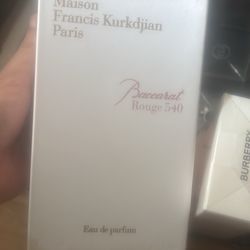 Maison
Francis Kurkdjian
Paris
Baccarat
Rouge 540
Eau de parfum
BURBERRY